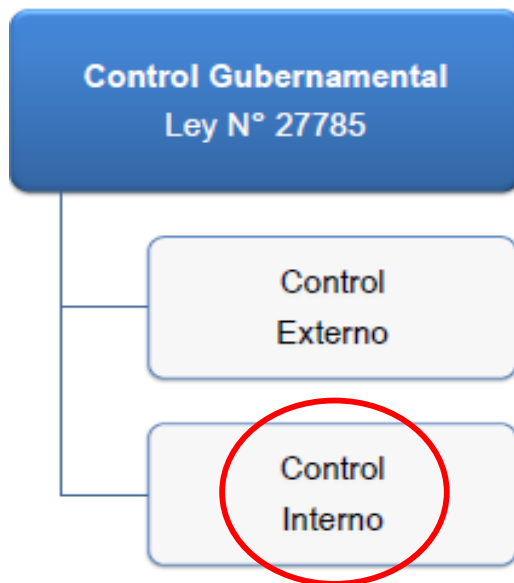 Control Gubernamental
Ley N° 27785
Control
Externo
Control
Interno